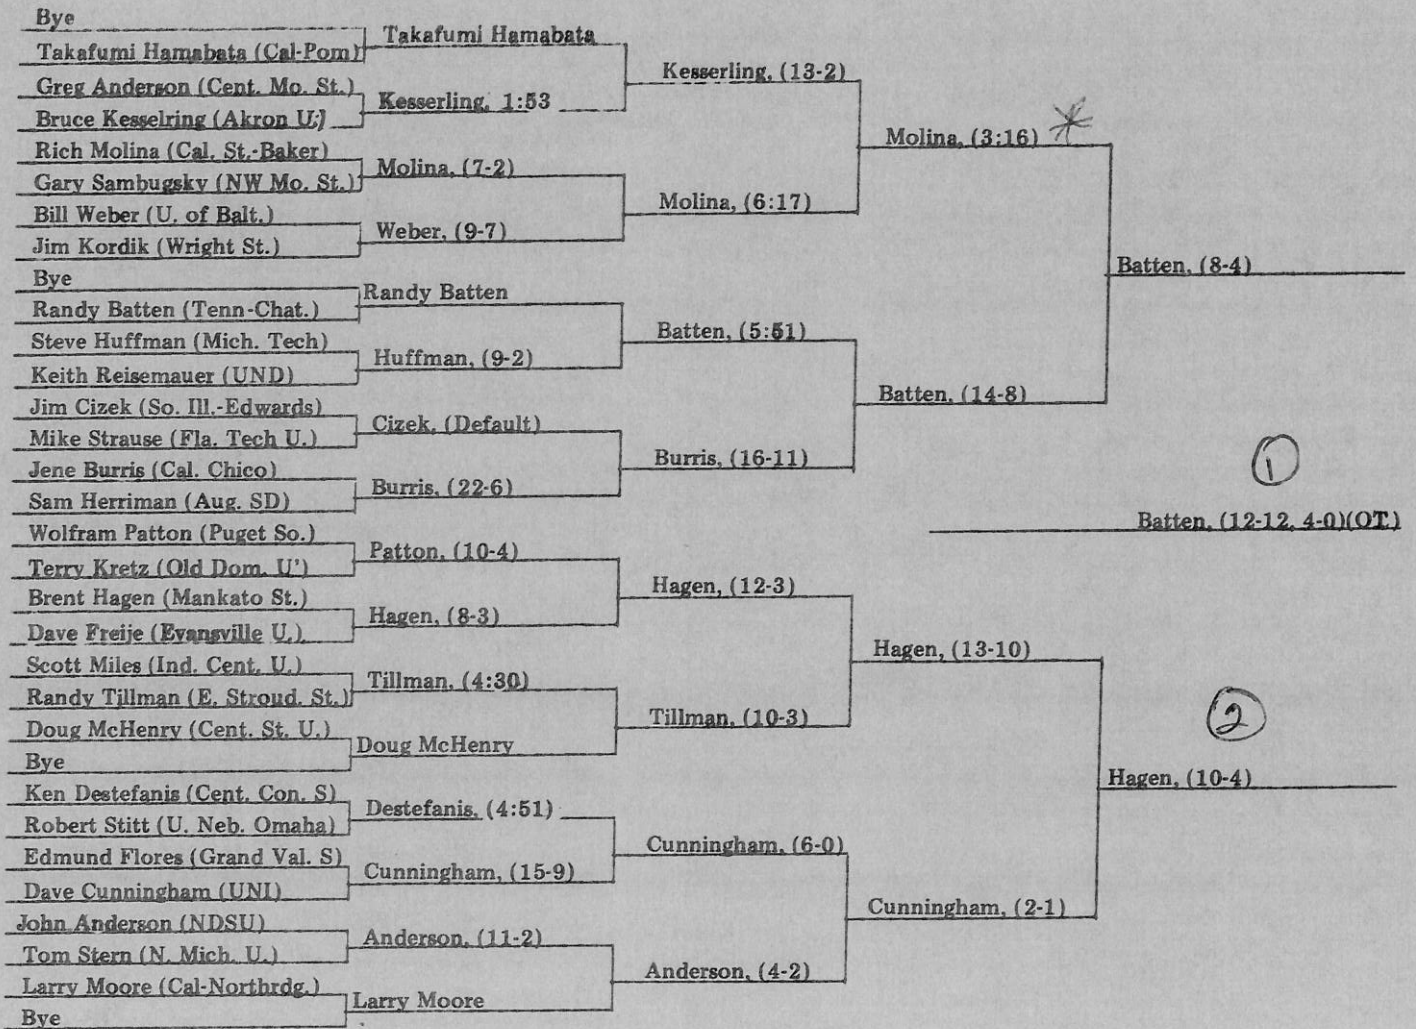 Bye
Takafumi Hamabata (Cal-Pom)
Greg Anderson (Cent. Mo. St.)
Bruce Kesselring (Akron U;]
Rich Molina (Cal. St.-Baker)
Gary Sambugsky (NW Mo. St.)
Bill Weber (U. of Balt.)
Jim Kordik (Wright St.)
Bye
Randy Batten (Tenn-Chat.)
Steve Huffman (Mich. Tech)
Keith Reisemauer (UND)
Jim Cizek (So. Ill.-Edwards)
Mike Strause (Fla. Tech U.)
Jene Burris (Cal. Chico)
Sam Herriman (Aug. SD)
Wolfram Patton (Puget So.)
Terry Kretz (Old Dom. U')
Brent Hagen (Mankato St.)
Dave Freije (Evansville U.)
Scott Miles (Ind. Cent. U.)
Randy Tillman (E. Stroud. St.)
Doug McHenry (Cent. St. U.)
Bye
Ken Destefanis (Cent. Con. S)
Robert Stitt (U. Neb. Omaha)
Edmund Flores (Grand Val. S)
Dave Cunningham (UNI)
John Anderson (NDSU)
Tom Stern (N. Mich. U.)
Larry Moore (Cal-Northrdg.)
Bye
Takafumi Hamabata
Kesserling, 1:53
Molina, (7-2)
Weber, (9-7)
Randy Batten
Huffman, (9-2)
Cizek, (Default)
Burris, (22-6)
Patton, (10-4)
Hagen, (8-3)
Tillman, (4:30)
Doug McHenry
Destefanis, (4:51)
Cunningham, (15-9)
Anderson, (11-2)
Larry Moore
Kesserling, (13-2)
Molina, (6:17)
Batten, (5:51)
Burris, (16-11)
Hagen, (12-3)
Tillman, (10-3)
Cunningham, (6-0)
Anderson, (4-2)
Molina, (3:16) *
Batten, (14-8)
Hagen, (13-10)
Cunningham, (2-1)
Batten, (8-4)
Hagen, (10-4)
1
Batten, (12-12, 4-0)(OT)
2